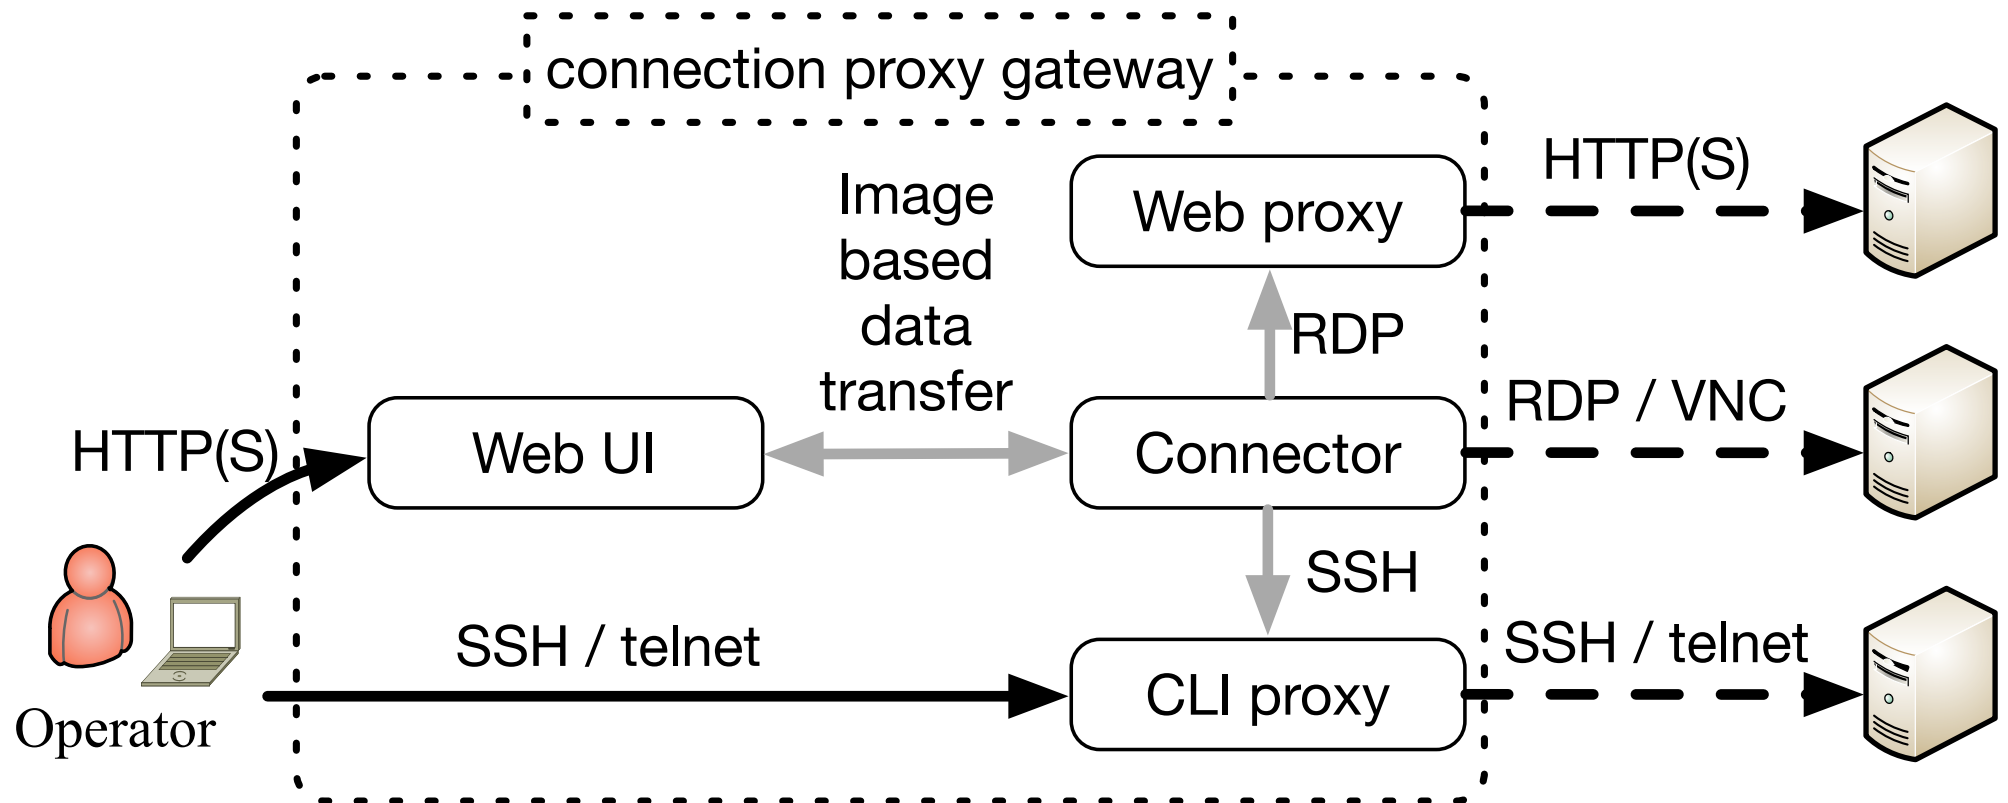 connection proxy gateway
HTTP(S)
Image
based
data
transfer
Web proxy
HTTP(S)
RDP
Web UI
Connector
RDP / VNC
SSH
SSH / telnet
CLI proxy
SSH / telnet
Operator